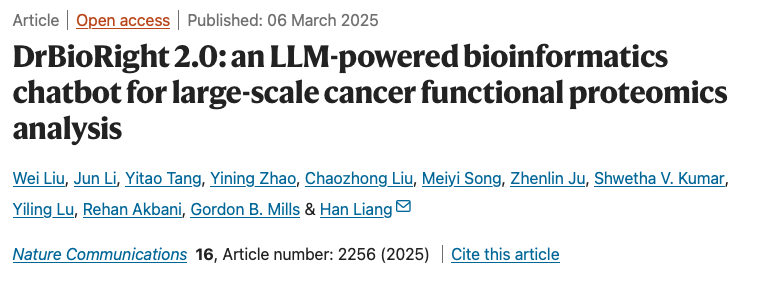 Article | Open access | Published: 06 March 2025
DrBioRight 2.0: an LLM-powered bioinformatics
chatbot for large-scale cancer functional proteomics
analysis
Wei Liu, Jun Li, Yitao Tang, Yining Zhao, Chaozhong Liu, Meiyi Song, Zhenlin Ju, Shwetha V. Kumar,
Yiling Lu, Rehan Akbani, Gordon B. Mills & Han Liang
Nature Communications 16, Article number: 2256 (2025) | Cite this article